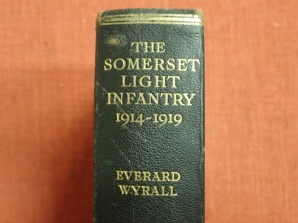 THE
SOMERSET
LIGHT
INFANTRY
1914-1919
EVERARD
WYRALL